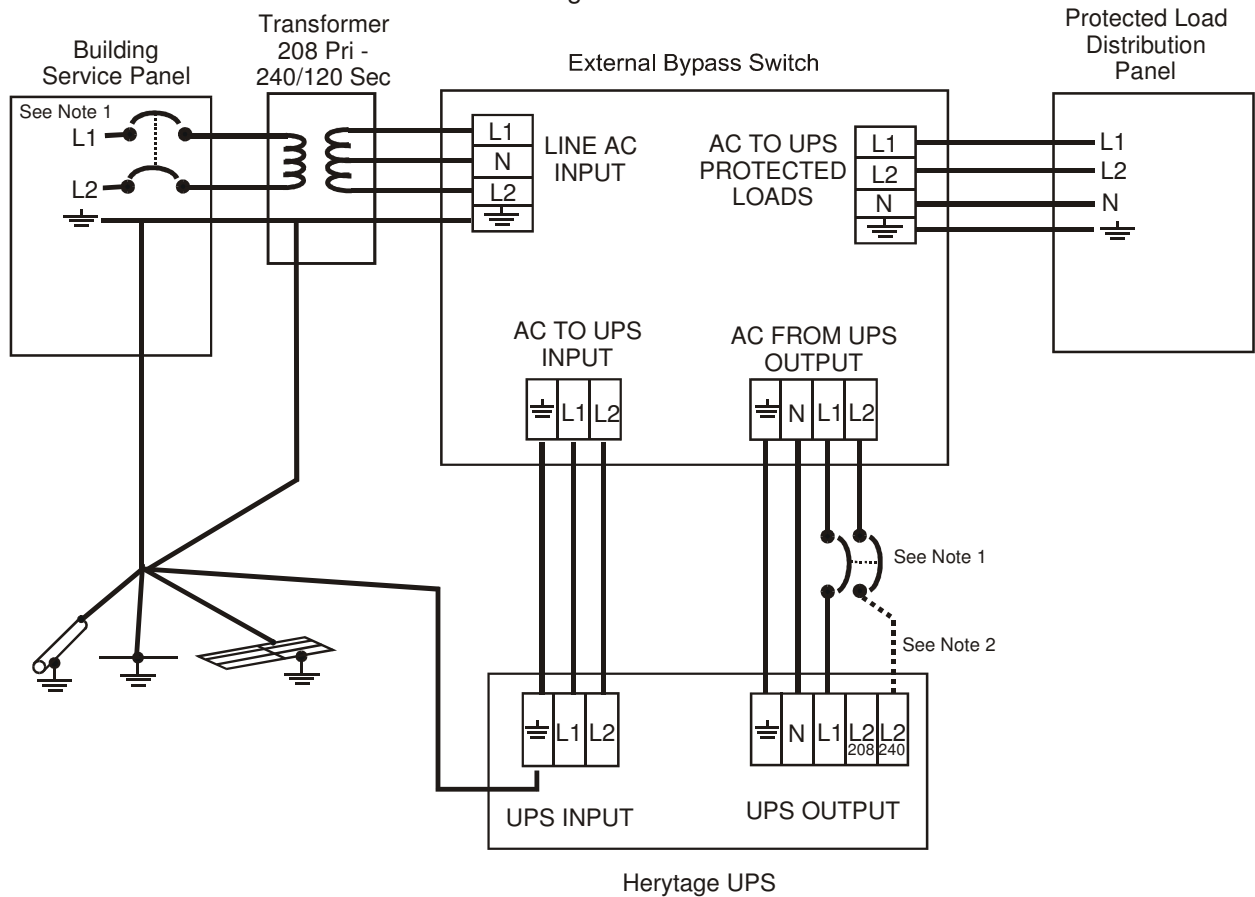 Building
Service Panel
Transformer
208 Pri -
240/120 Sec
External Bypass Switch
Protected Load
Distribution
Panel
See Note 1
L1
L2
L1
N
L2
LINE AC
INPUT
AC TO UPS
PROTECTED
LOADS
L1
L2
N
L1
L2
N
AC TO UPS
INPUT
L1
L2
AC FROM UPS
OUTPUT
N
L1
L2
See Note 1
See Note 2
L1
L2
UPS INPUT
N
L1
L2
208
L2
240
UPS OUTPUT
Herytage UPS